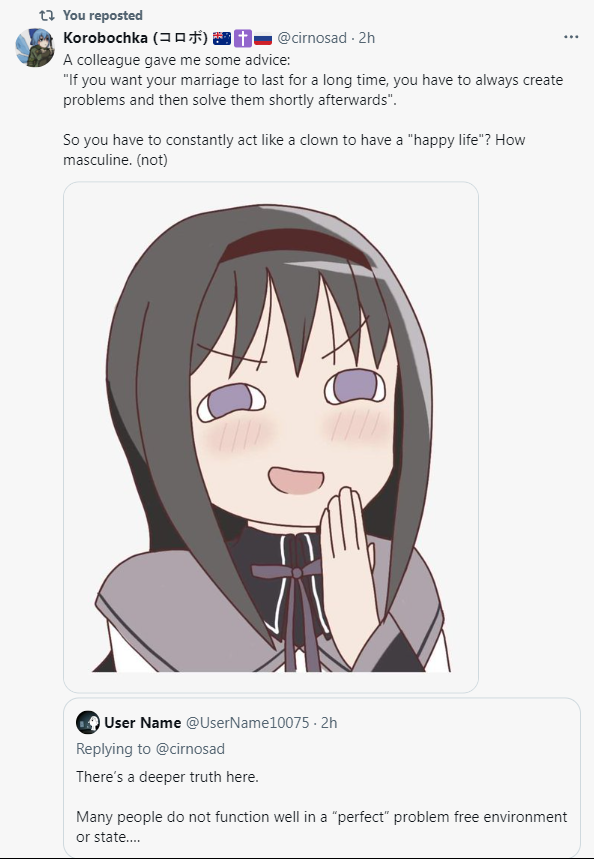 You reposted
Korobochka (コロボ) 🇦🇺✝️🇷🇺 @cirnosad · 2h
A colleague gave me some advice:
"If you want your marriage to last for a long time, you have to always create
problems and then solve them shortly afterwards".
So you have to constantly act like a clown to have a "happy life"? How
masculine. (not)
User Name @UserName10075 · 2h
Replying to @cirnosad
There’s a deeper truth here.
Many people do not function well in a “perfect” problem free environment
or state....